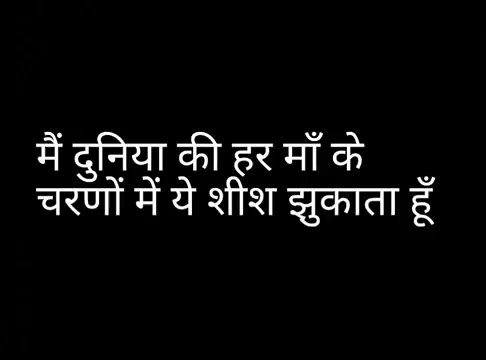 मैं दुनिया की हर माँ के
चरणों में ये शीश झुकाता हूँ